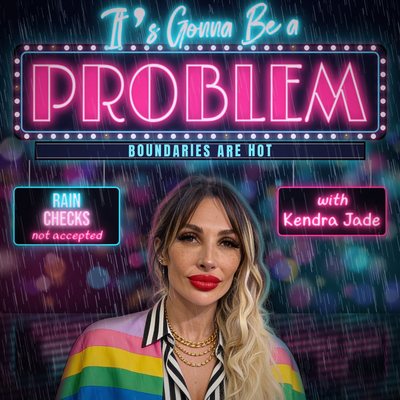 It's Gonna Be a
PROBLEM
BOUNDARIES ARE HOT
RAIN
CHECKS
not accepted
with
Kendra Jade